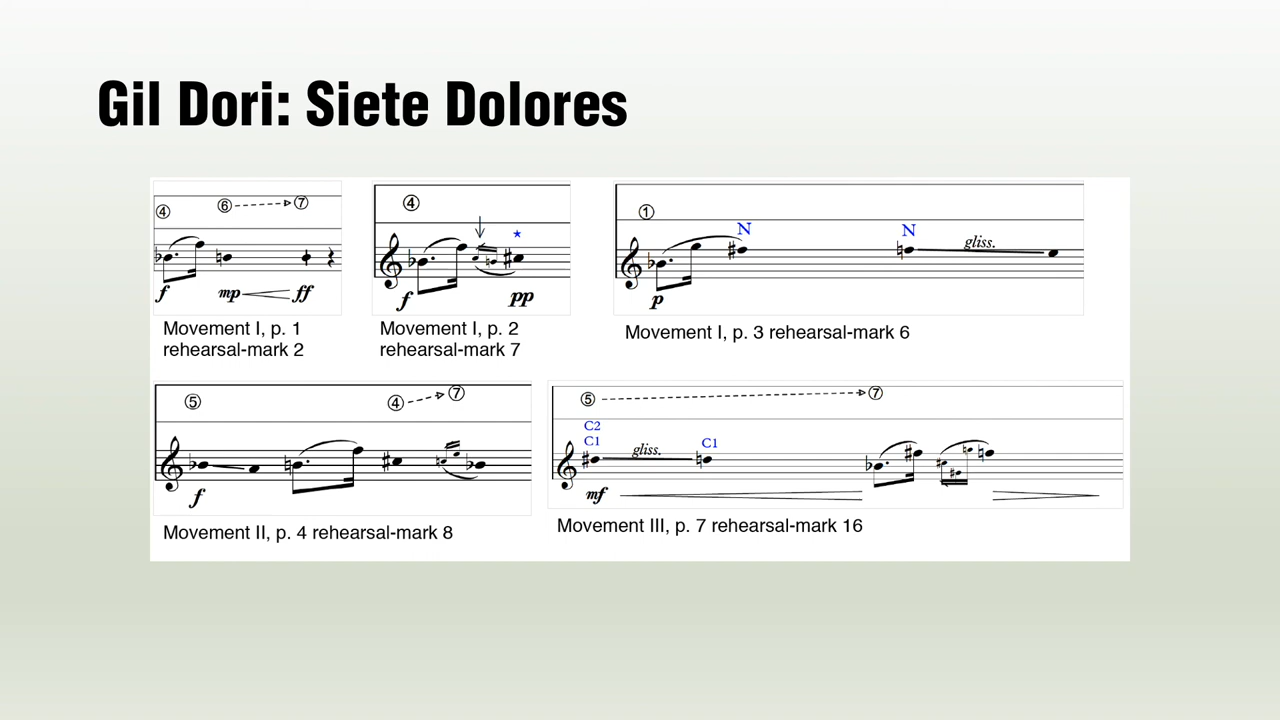 Gil Dori: Siete Dolores
④ ⑥ ⑦
f mp ff
Movement I, p. 1
rehearsal-mark 2
④
★
f pp
Movement I, p. 2
rehearsal-mark 7
①
N N
gliss.
p
Movement I, p. 3 rehearsal-mark 6
⑤ ④ ⑦
f
Movement II, p. 4 rehearsal-mark 8
⑤ ⑦
C2
C1 gliss. C1
mf
Movement III, p. 7 rehearsal-mark 16